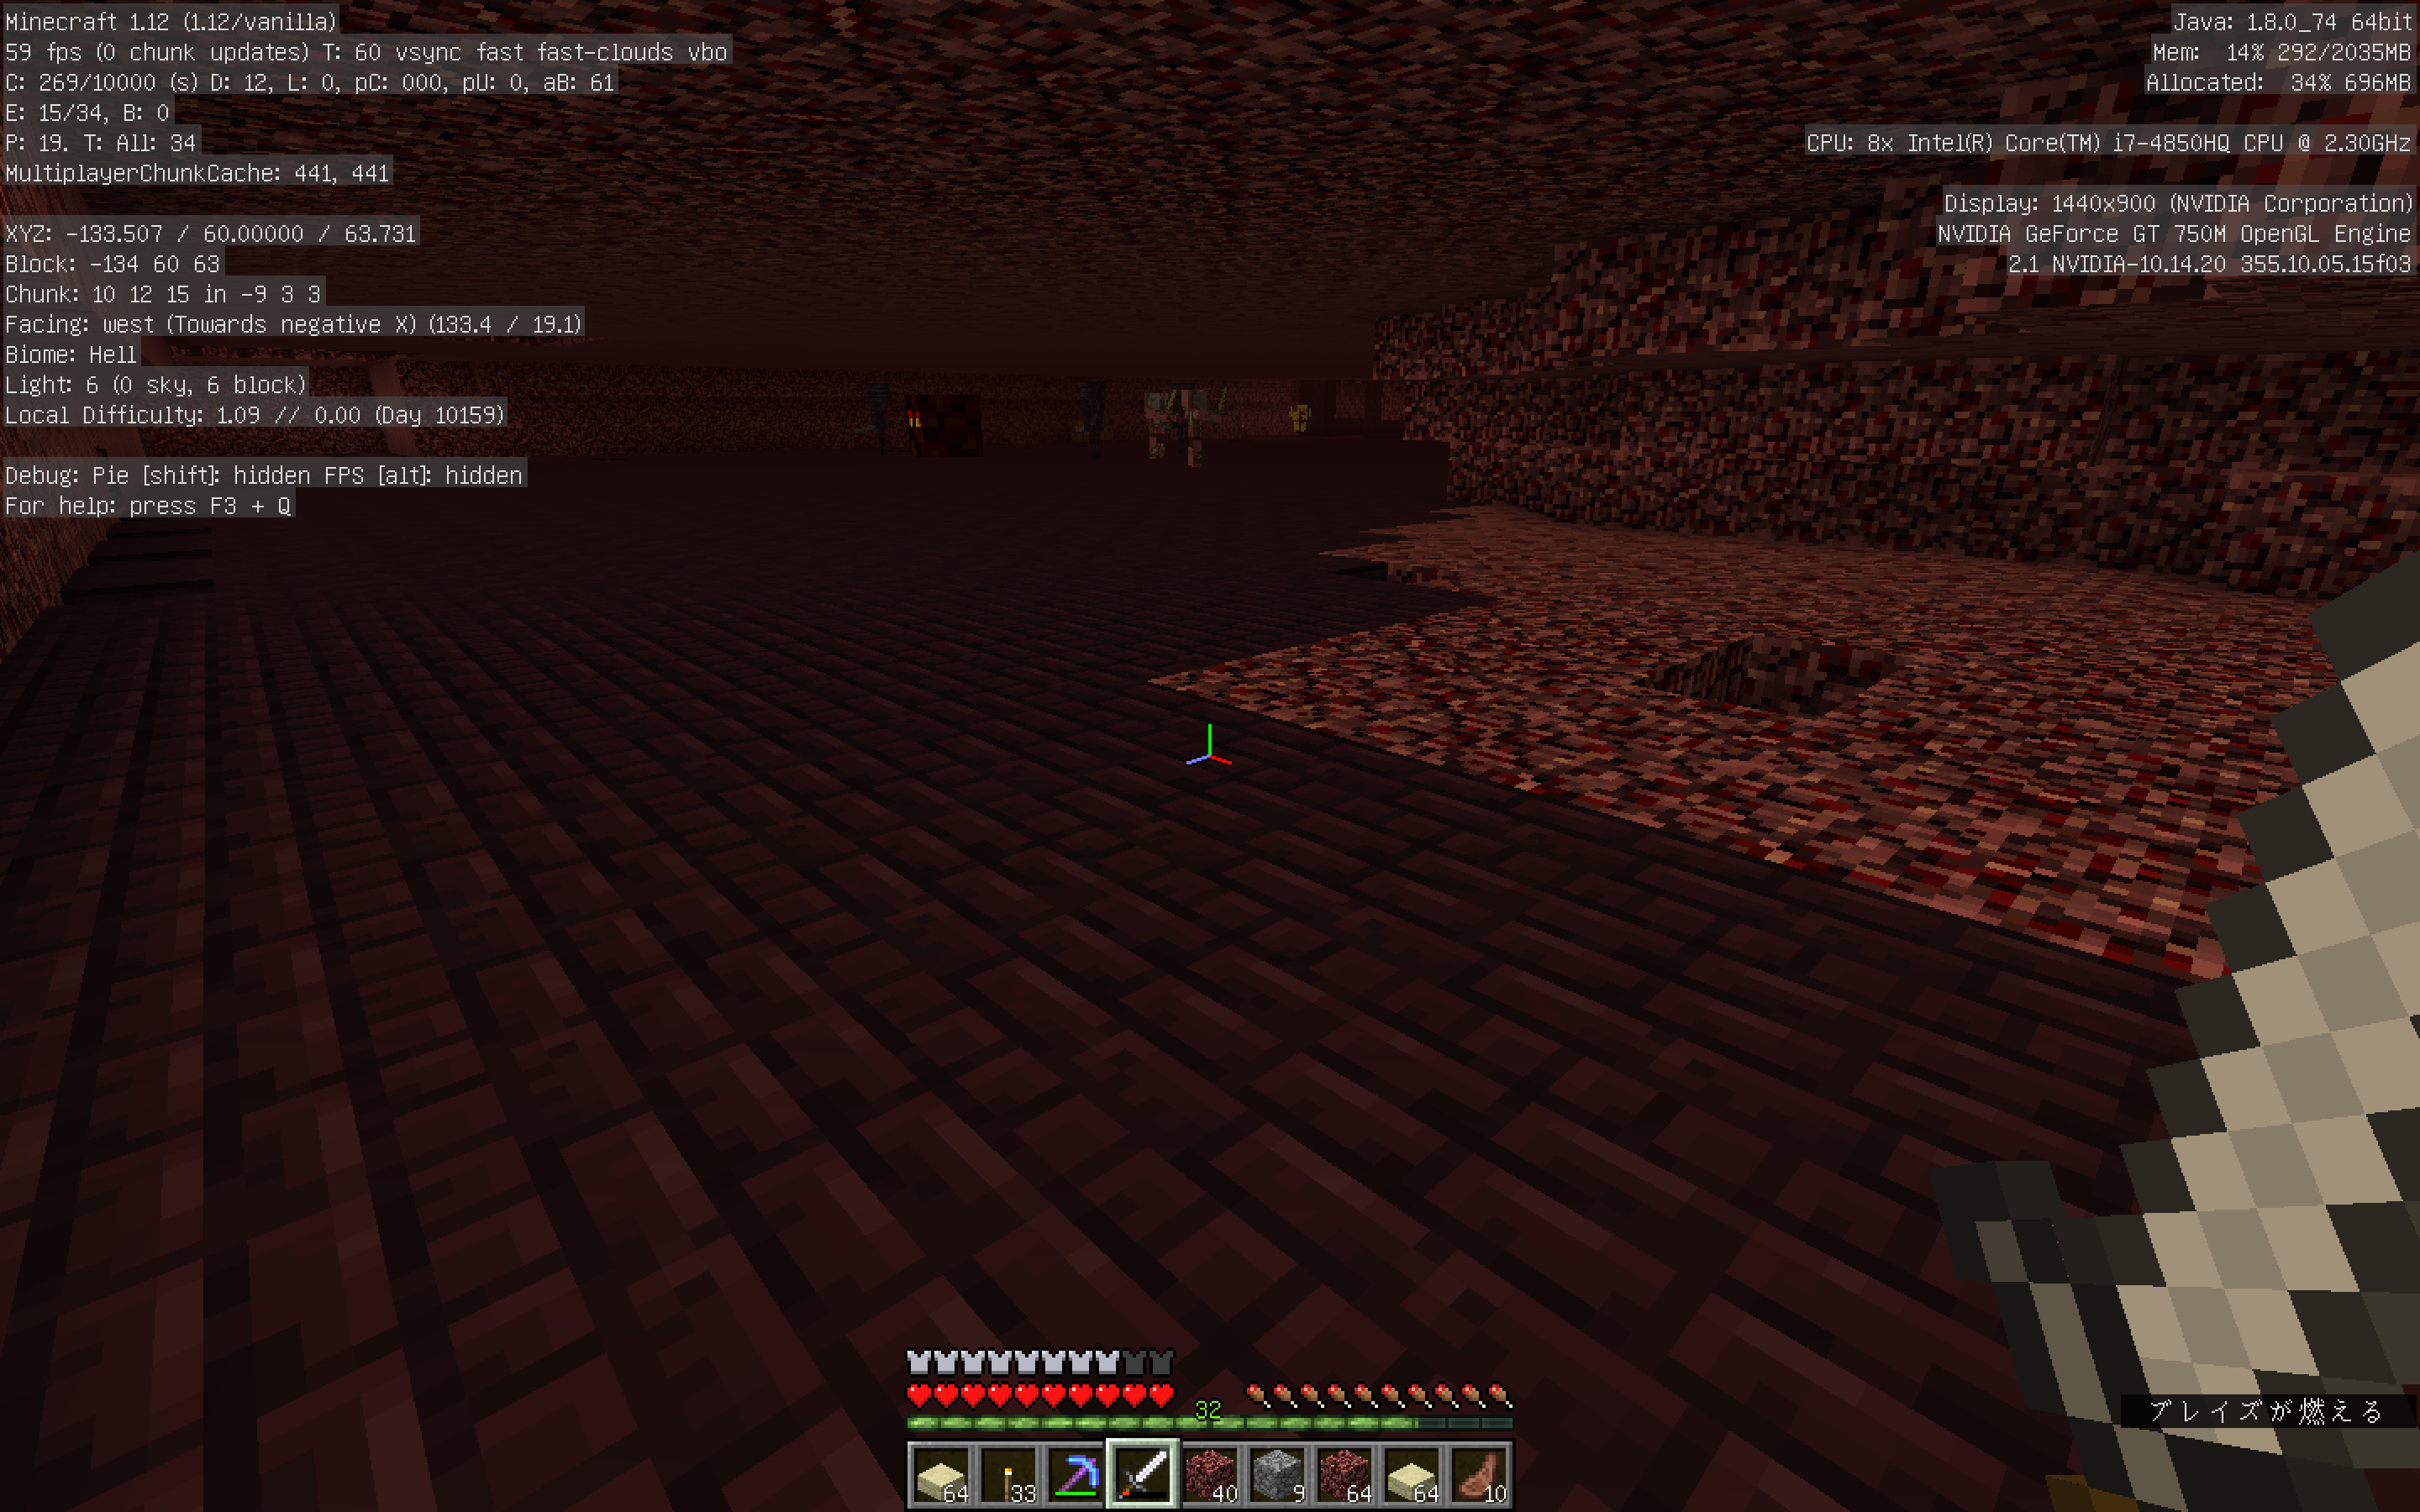 Minecraft 1.12 (1.12/vanilla)
59 fps (0 chunk updates) T: 60 vsync fast fast-clouds vbo
C: 269/10000 (s) D: 12, L: 0, pC: 000, pU: 0, aB: 61
E: 15/34, B: 0
P: 19. T: All: 34
MultiplayerChunkCache: 441, 441
XYZ: -133.507 / 60.00000 / 63.731
Block: -134 60 63
Chunk: 10 12 15 in -9 3 3
Facing: west (Towards negative X) (133.4 / 19.1)
Biome: Hell
Light: 6 (0 sky, 6 block)
Local Difficulty: 1.09 // 0.00 (Day 10159)
Debug: Pie [shift]: hidden FPS [alt]: hidden
For help: press F3 + Q
Java: 1.8.0_74 64bit
Mem: 14% 292/2035MB
Allocated: 34% 696MB
CPU: 8x Intel(R) Core(TM) i7-4850HQ CPU @ 2.30GHz
Display: 1440x900 (NVIDIA Corporation)
NVIDIA GeForce GT 750M OpenGL Engine
2.1 NVIDIA-10.14.20 355.10.05.15f03
ブレイズが燃える
32
64 33 40 9 64 64 10